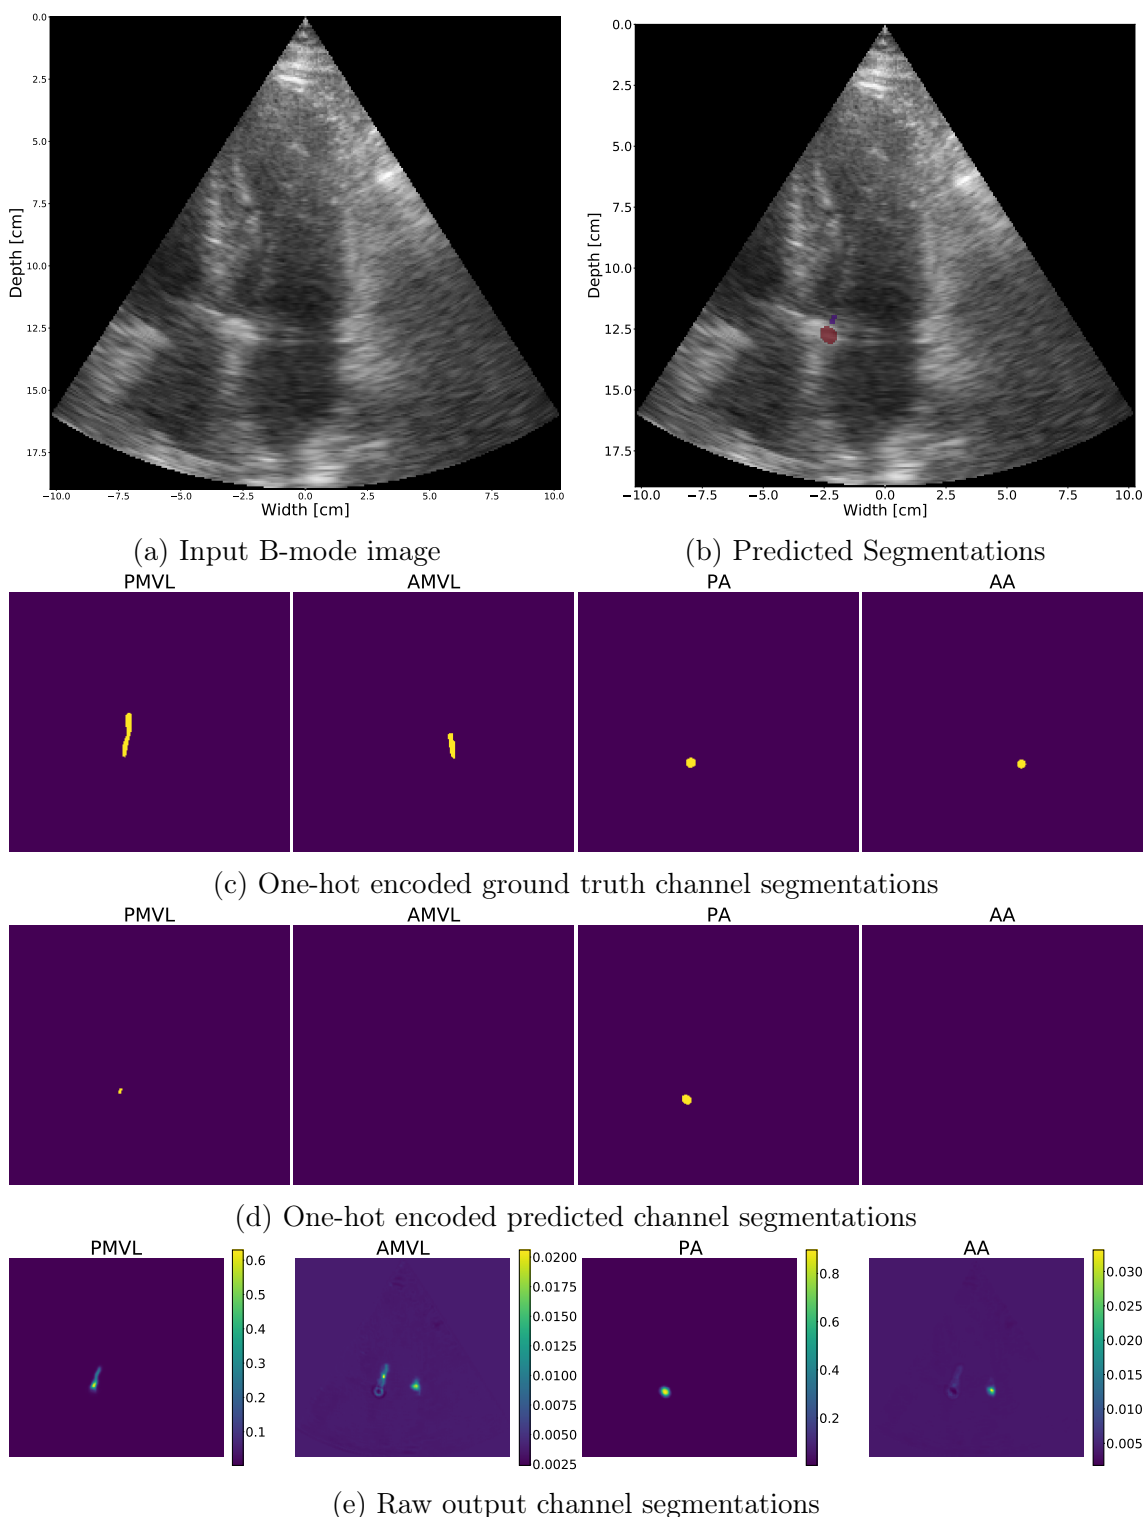 0.0
2.5
5.0
7.5
10.0
12.5
15.0
17.5
Depth [cm]
−10.0 −7.5 −5.0 −2.5 0.0 2.5 5.0 7.5 10.0
Width [cm]
(a) Input B-mode image
0.0
2.5
5.0
7.5
10.0
12.5
15.0
17.5
Depth [cm]
−10.0 −7.5 −5.0 −2.5 0.0 2.5 5.0 7.5 10.0
Width [cm]
(b) Predicted Segmentations
PMVL AMVL PA AA
(c) One-hot encoded ground truth channel segmentations
PMVL AMVL PA AA
(d) One-hot encoded predicted channel segmentations
PMVL
0.6
0.5
0.4
0.3
0.2
0.1
AMVL
0.0200
0.0175
0.0150
0.0125
0.0100
0.0075
0.0050
0.0025
PA
0.8
0.6
0.4
0.2
AA
0.030
0.025
0.020
0.015
0.010
0.005
(e) Raw output channel segmentations